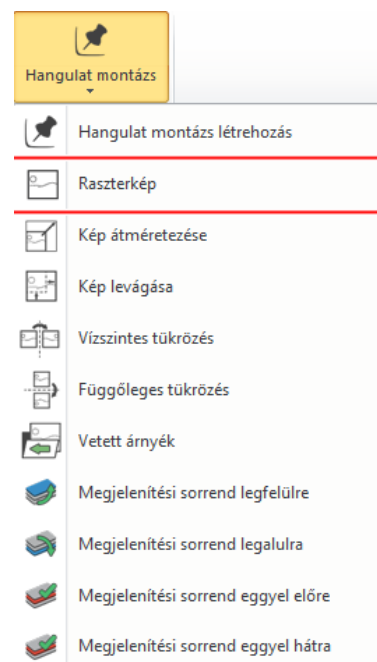 Hangulat montázs
Hangulat montázs létrehozás
Raszterkép
Kép átméretezése
Kép levágása
Vízszintes tükrözés
Függőleges tükrözés
Vetett árnyék
Megjelenítési sorrend legfelülre
Megjelenítési sorrend legalulra
Megjelenítési sorrend eggyel előre
Megjelenítési sorrend eggyel hátra